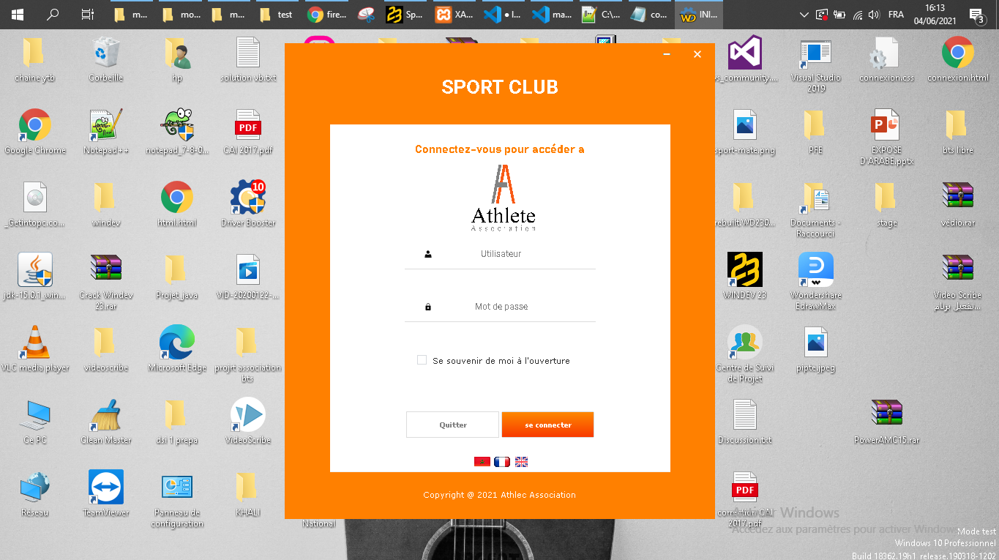 m...
mo...
m...
test
fire...
Sp...
XA...
● l...
ma...
C:\...
co...
INI...
FRA
16:13
04/06/2021
3
chaine ytb
Corbeille
hp
solution vb.txt
vs_community....
Visual Studio
2019
connexion.css
connexion.html
SPORT CLUB
Connectez-vous pour accéder a
Athlete
Association
Utilisateur
Mot de passe
Se souvenir de moi à l'ouverture
Quitter
se connecter
Copyright @ 2021 Athlec Association
Google Chrome
Notepad++
notepad_7-8-0...
PDF
CAI 2017.pdf
sport-mate.png
PFE
EXPOSE
D'ARABE.pptx
bts libre
_Getintopc.co...
windev
html.html
10
Driver Booster
rebuilt.WD230...
Documents -
Raccourci
stage
vedio.rar
jdk-15.0.1_win...
Crack Windev
23.rar
Projet_java
VID-20200122-...
WINDEV 23
Wondershare
EdrawMax
Video Scribe
تفعيل برنام...
VLC media player
videoscribe
Microsoft Edge
projrt association
bts
Centre de Suivi
de Projet
pipte.jpeg
Ce PC
Clean Master
dsi 1 prepa
VideoScribe
Discussion.txt
PowerAMC15.rar
Réseau
TeamViewer
Panneau de
configuration
KHALIl
National
PDF
correction CAI
2017.pdf
Activer Windows
Accédez aux paramètres pour activer Windows.
Mode test
Windows 10 Professionnel
Build 18362.19h1_release.190318-1202